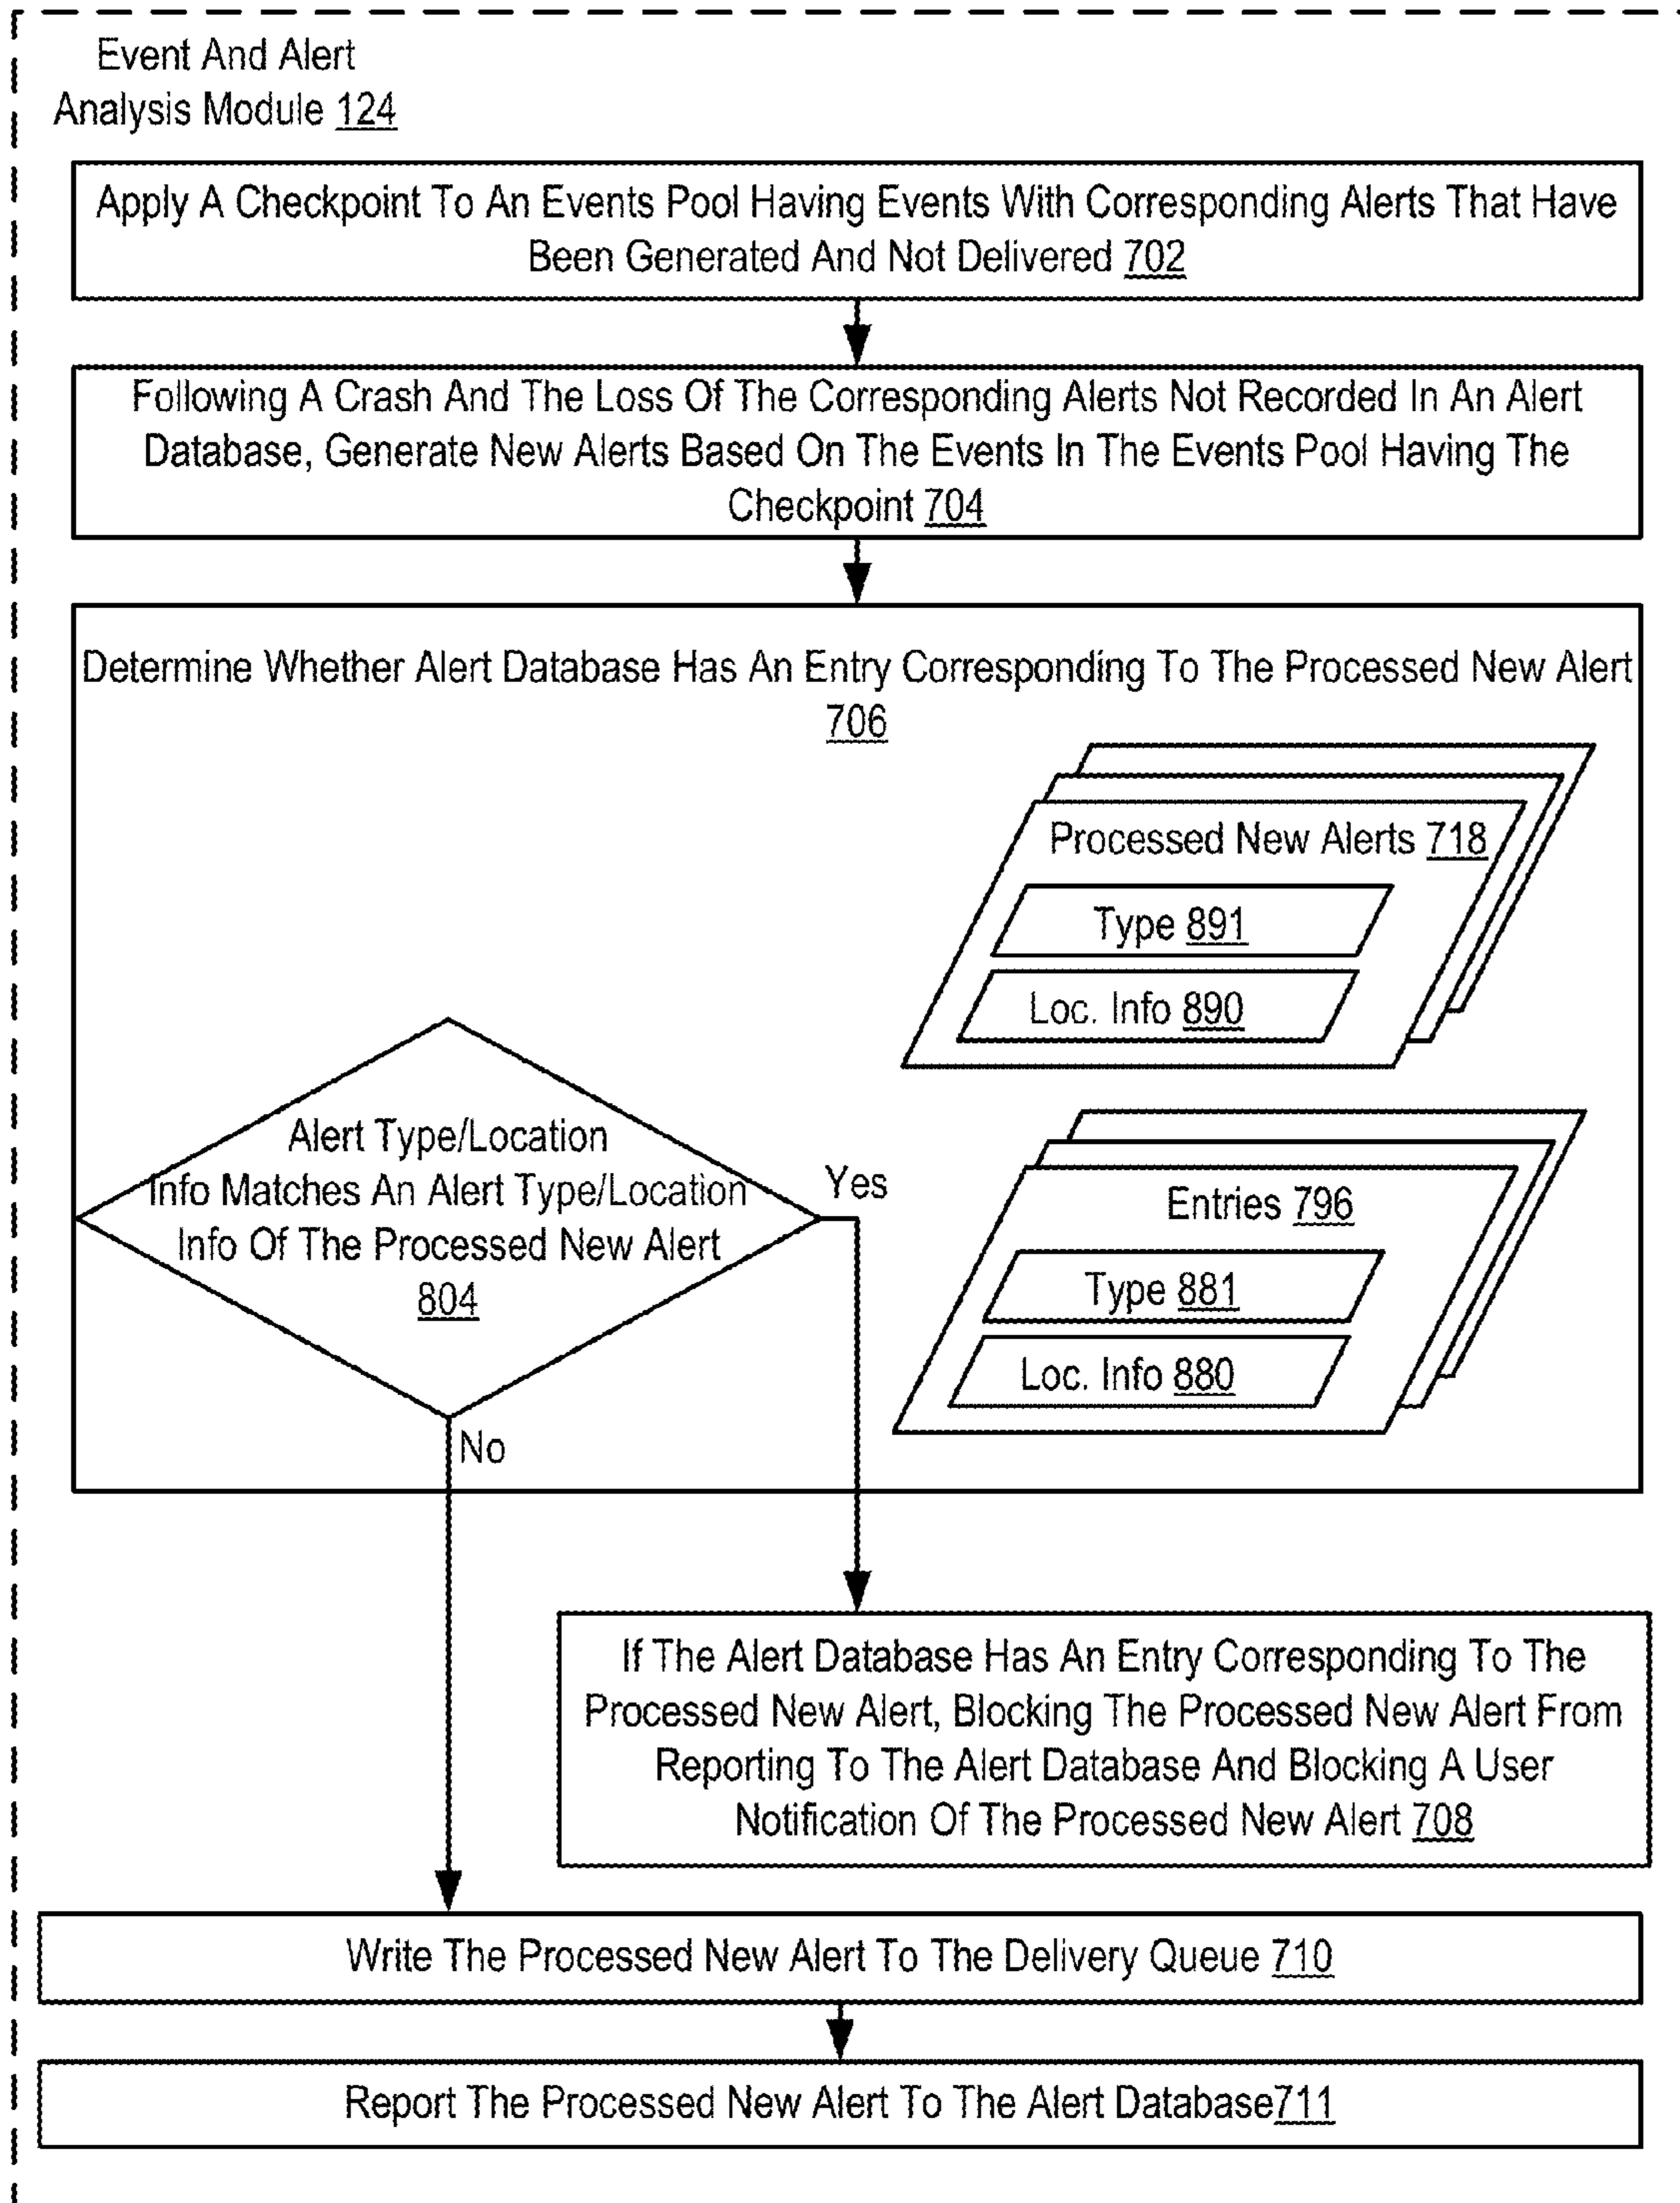 Event And Alert
Analysis Module 124
Apply A Checkpoint To An Events Pool Having Events With Corresponding Alerts That Have
Been Generated And Not Delivered 702
Following A Crash And The Loss Of The Corresponding Alerts Not Recorded In An Alert
Database, Generate New Alerts Based On The Events In The Events Pool Having The
Checkpoint 704
Determine Whether Alert Database Has An Entry Corresponding To The Processed New Alert
706
Processed New Alerts 718
Type 891
Loc. Info 890
Alert Type/Location
Info Matches An Alert Type/Location
Info Of The Processed New Alert
804
Yes
No
Entries 796
Type 881
Loc. Info 880
If The Alert Database Has An Entry Corresponding To The
Processed New Alert, Blocking The Processed New Alert From
Reporting To The Alert Database And Blocking A User
Notification Of The Processed New Alert 708
Write The Processed New Alert To The Delivery Queue 710
Report The Processed New Alert To The Alert Database711